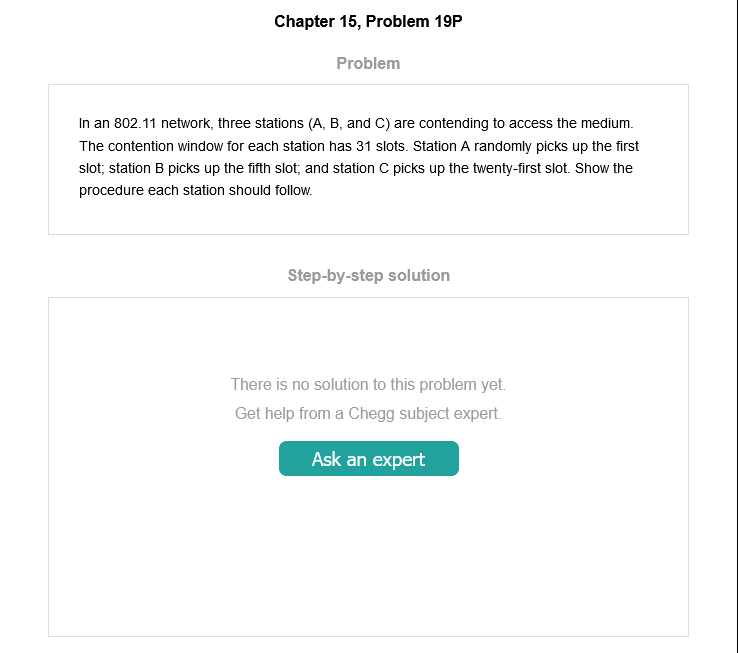 Chapter 15, Problem 19P
Problem
In an 802.11 network, three stations (A, B, and C) are contending to access the medium.
The contention window for each station has 31 slots. Station A randomly picks up the first
slot; station B picks up the fifth slot; and station C picks up the twenty-first slot. Show the
procedure each station should follow.
Step-by-step solution
There is no solution to this problem yet.
Get help from a Chegg subject expert.
Ask an expert